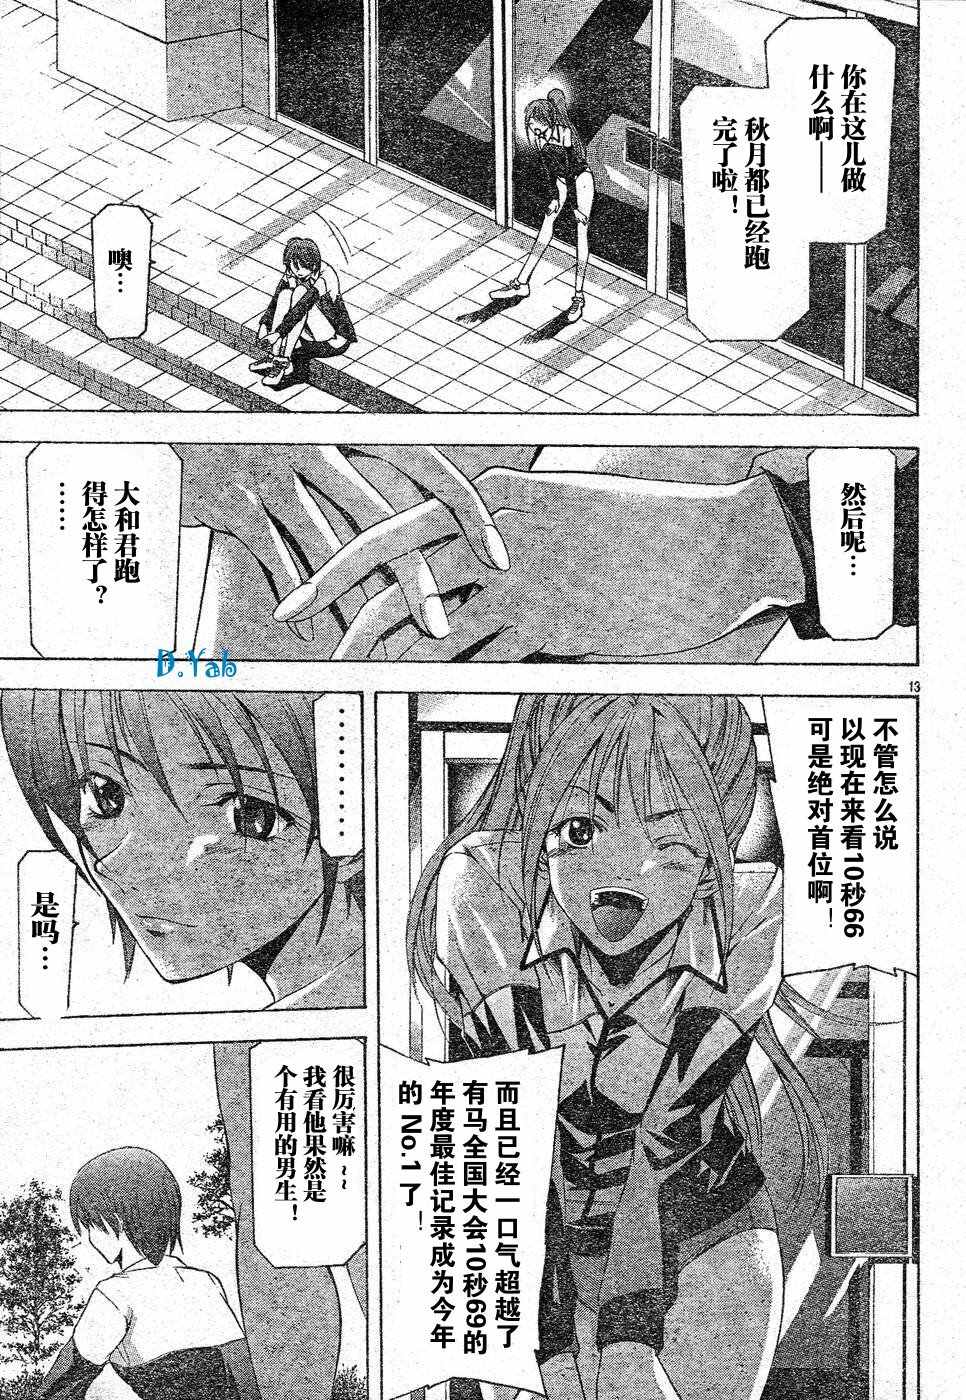 你在这儿做
什么啊——
秋月都已经跑
完了啦！
噢…
然后呢…
大和君跑
得怎样了？
……
D.Yab
13
不管怎么说
以现在来看10秒66
可是绝对首位啊！
而且已经一口气超越了
有马全国大会10秒69的
年度最佳记录成为今年
的 No.1 了！
………
是吗…
很厉害嘛~
我看他果然是
个有用的男生！